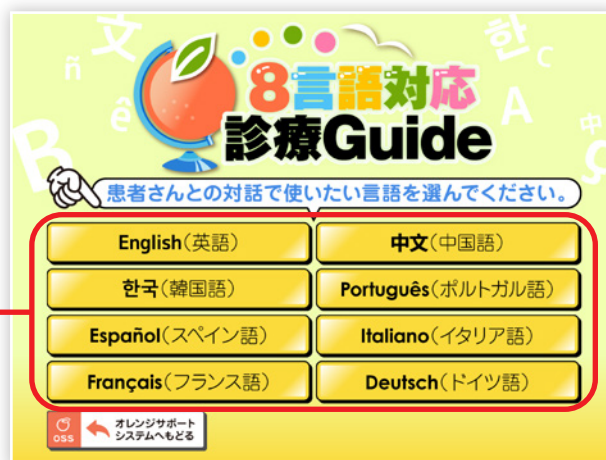 8言語対応
診療Guide
患者さんとの対話で使いたい言語を選んでください。
English(英語)
中文(中国語)
한국(韓国語)
Português(ポルトガル語)
Español(スペイン語)
Italiano(イタリア語)
Français(フランス語)
Deutsch(ドイツ語)
OSS
オレンジサポート
システムへもどる
文
ñ
ê
B
한
C
A
中
Ç